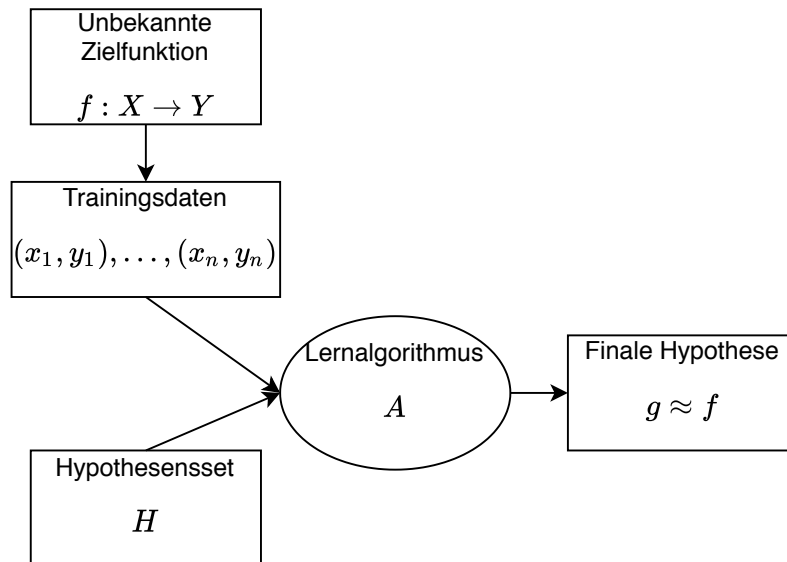 Unbekannte
Zielfunktion
f : X → Y
Trainingsdaten
(x₁, y₁), . . . , (xₙ, yₙ)
Lernalgorithmus
A
Finale Hypothese
g ≈ f
Hypothesensset
H